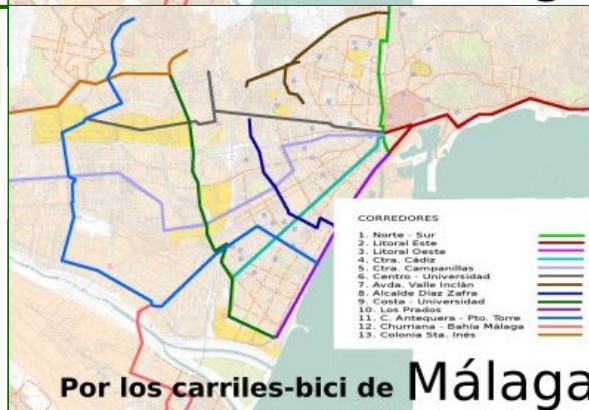 CORREDORES
1. Norte - Sur
2. Litoral Este
3. Litoral Oeste
4. Ctra. Cádiz
5. Ctra. Campanillas
6. Centro - Universidad
7. Avda. Valle Inclán
8. Alcalde Díaz Zafra
9. Costa - Universidad
10. Los Prados
11. C. Antequera - Pto. Torre
12. Churriana - Bahía Málaga
13. Colonia Sta. Inés
Por los carriles-bici de Málaga